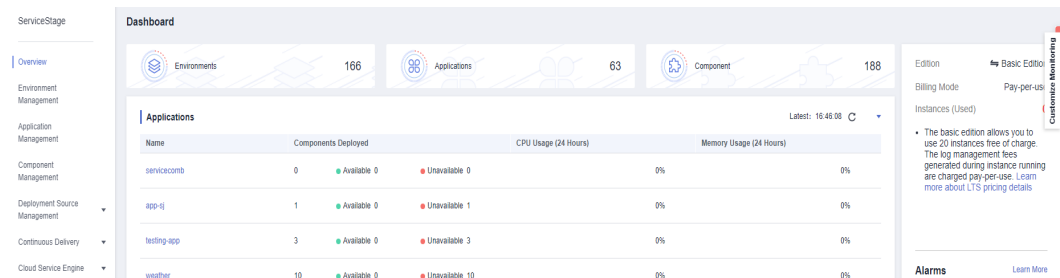 ServiceStage
Overview
Environment
Management
Application
Management
Component
Management
Deployment Source
Management
Continuous Delivery
Cloud Service Engine
Dashboard
Environments 166
Applications 63
Component 188
Applications
Latest: 16:46:08
Name Components Deployed CPU Usage (24 Hours) Memory Usage (24 Hours)
servicecomb 0 Available 0 Unavailable 0 0% 0%
app-sj 1 Available 0 Unavailable 1 0% 0%
testing-app 3 Available 0 Unavailable 3 0% 0%
weather 10 Available 0 Unavailable 10 0% 0%
Edition Basic Edition
Billing Mode Pay-per-use
Instances (Used)
• The basic edition allows you to
use 20 instances free of charge.
The log management fees
generated during instance running
are charged pay-per-use. Learn
more about LTS pricing details
Alarms Learn More
Customize Monitoring